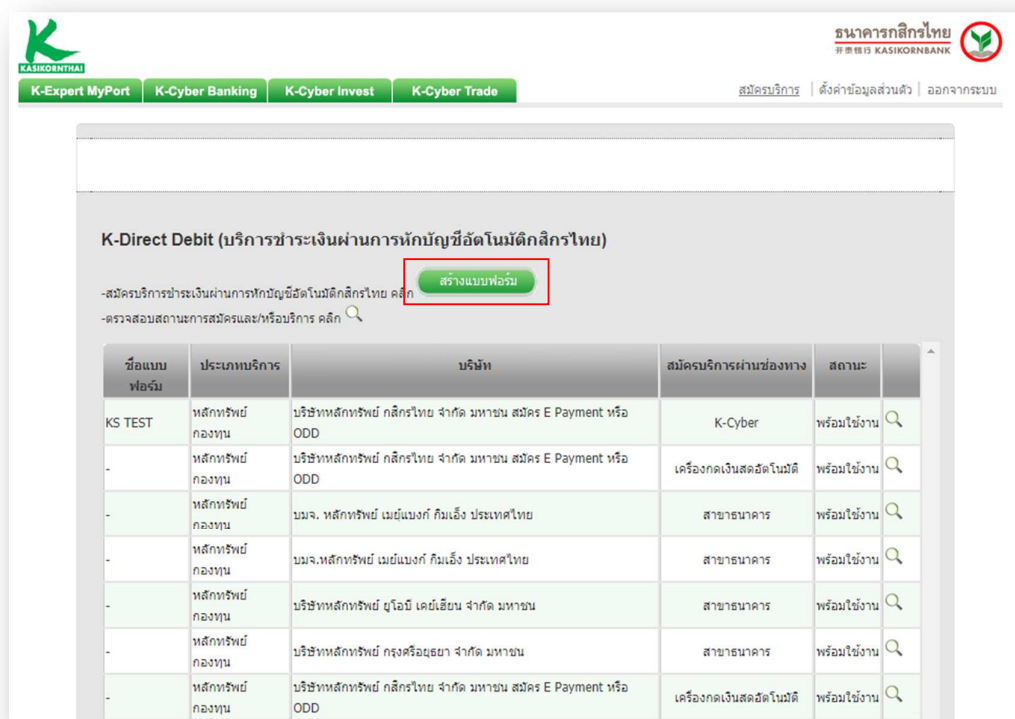 KASIKORNTHAI
ธนาคารกสิกรไทย
开泰银行 KASIKORNBANK
K-Expert MyPort K-Cyber Banking K-Cyber Invest K-Cyber Trade
สมัครบริการ | ตั้งค่าข้อมูลส่วนตัว | ออกจากระบบ
K-Direct Debit (บริการชำระเงินผ่านการหักบัญชีอัตโนมัติกสิกรไทย)
-สมัครบริการชำระเงินผ่านการหักบัญชีอัตโนมัติกสิกรไทย คลิก สร้างแบบฟอร์ม
-ตรวจสอบสถานะการสมัครและ/หรือบริการ คลิก
ชื่อแบบ
ฟอร์ม
ประเภทบริการ บริษัท สมัครบริการผ่านช่องทาง สถานะ
KS TEST
หลักทรัพย์
กองทุน
บริษัทหลักทรัพย์ กสิกรไทย จำกัด มหาชน สมัคร E Payment หรือ
ODD
K-Cyber พร้อมใช้งาน
-
หลักทรัพย์
กองทุน
บริษัทหลักทรัพย์ กสิกรไทย จำกัด มหาชน สมัคร E Payment หรือ
ODD
เครื่องกดเงินสดอัตโนมัติ พร้อมใช้งาน
-
หลักทรัพย์
กองทุน
บมจ. หลักทรัพย์ เมย์แบงก์ กิมเอ็ง ประเทศไทย
สาขาธนาคาร พร้อมใช้งาน
-
หลักทรัพย์
กองทุน
บมจ.หลักทรัพย์ เมย์แบงก์ กิมเอ็ง ประเทศไทย
สาขาธนาคาร พร้อมใช้งาน
-
หลักทรัพย์
กองทุน
บริษัทหลักทรัพย์ ยูโอบี เคย์เฮียน จำกัด มหาชน
สาขาธนาคาร พร้อมใช้งาน
-
หลักทรัพย์
กองทุน
บริษัทหลักทรัพย์ กรุงศรีอยุธยา จำกัด มหาชน
สาขาธนาคาร พร้อมใช้งาน
-
หลักทรัพย์
กองทุน
บริษัทหลักทรัพย์ กสิกรไทย จำกัด มหาชน สมัคร E Payment หรือ
ODD
เครื่องกดเงินสดอัตโนมัติ พร้อมใช้งาน